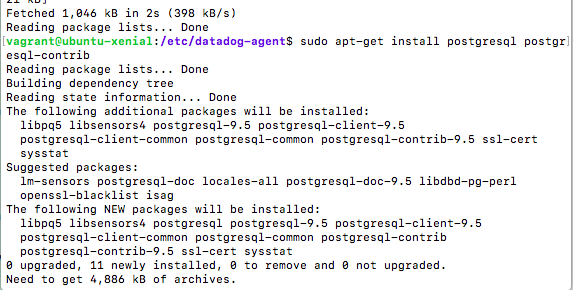 Fetched 1,046 kB in 2s (398 kB/s)
Reading package lists... Done
[vagrant@ubuntu-xenial:/etc/datadog-agent$ sudo apt-get install postgresql postgr]
esql-contrib
Reading package lists... Done
Building dependency tree
Reading state information... Done
The following additional packages will be installed:
  libpq5 libsensors4 postgresql-9.5 postgresql-client-9.5
  postgresql-client-common postgresql-common postgresql-contrib-9.5 ssl-cert
  sysstat
Suggested packages:
  lm-sensors postgresql-doc locales-all postgresql-doc-9.5 libdbd-pg-perl
  openssl-blacklist isag
The following NEW packages will be installed:
  libpq5 libsensors4 postgresql postgresql-9.5 postgresql-client-9.5
  postgresql-client-common postgresql-common postgresql-contrib
  postgresql-contrib-9.5 ssl-cert sysstat
0 upgraded, 11 newly installed, 0 to remove and 0 not upgraded.
Need to get 4,886 kB of archives.